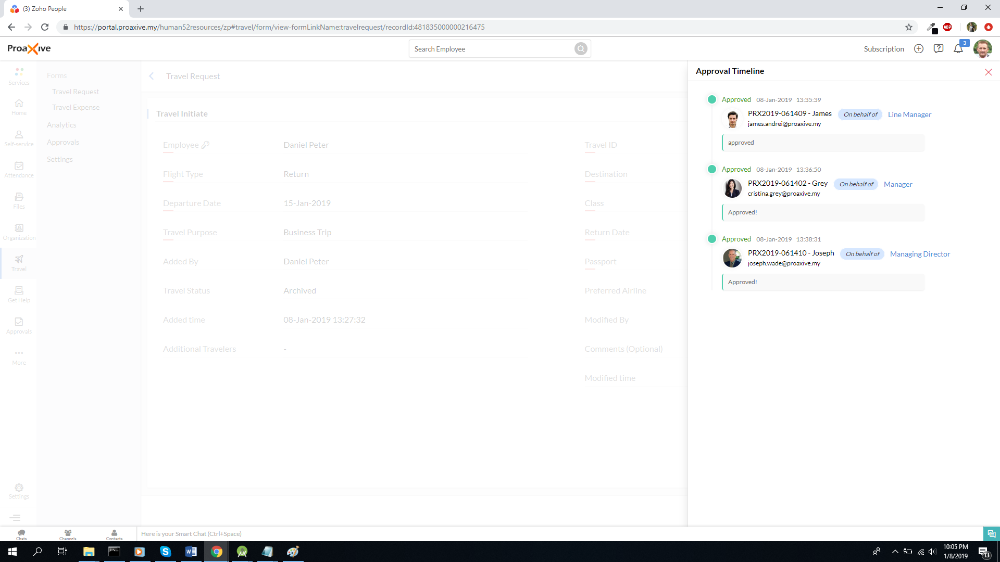 (3) Zoho People
https://portal.proaxive.my/human52resources/zp#travel/form/view-formLinkName:travelrequest/recordId:481835000000216475
ABP
ProaXive
Search Employee
Subscription
3
Services
Home
Self-service
Attendance
Files
Organization
Travel
Get Help
Approvals
More
Settings
Forms
Travel Request
Travel Expense
Analytics
Approvals
Settings
Travel Request
Travel Initiate
Employee Daniel Peter Travel ID
Flight Type Return Destination
Departure Date 15-Jan-2019 Class
Travel Purpose Business Trip Return Date
Added By Daniel Peter Passport
Travel Status Archived Preferred Airline
Added time 08-Jan-2019 13:27:32 Modified By
Additional Travelers - Comments (Optional)
Modified time
Approval Timeline
Approved 08-Jan-2019 13:35:39
PRX2019-061409 - James On behalf of Line Manager
james.andrei@proaxive.my
approved
Approved 08-Jan-2019 13:36:50
PRX2019-061402 - Grey On behalf of Manager
cristina.grey@proaxive.my
Approved!
Approved 08-Jan-2019 13:38:31
PRX2019-061410 - Joseph On behalf of Managing Director
joseph.wade@proaxive.my
Approved!
Chats Channels Contacts Here is your Smart Chat (Ctrl+Space)
10:05 PM
1/8/2019
13